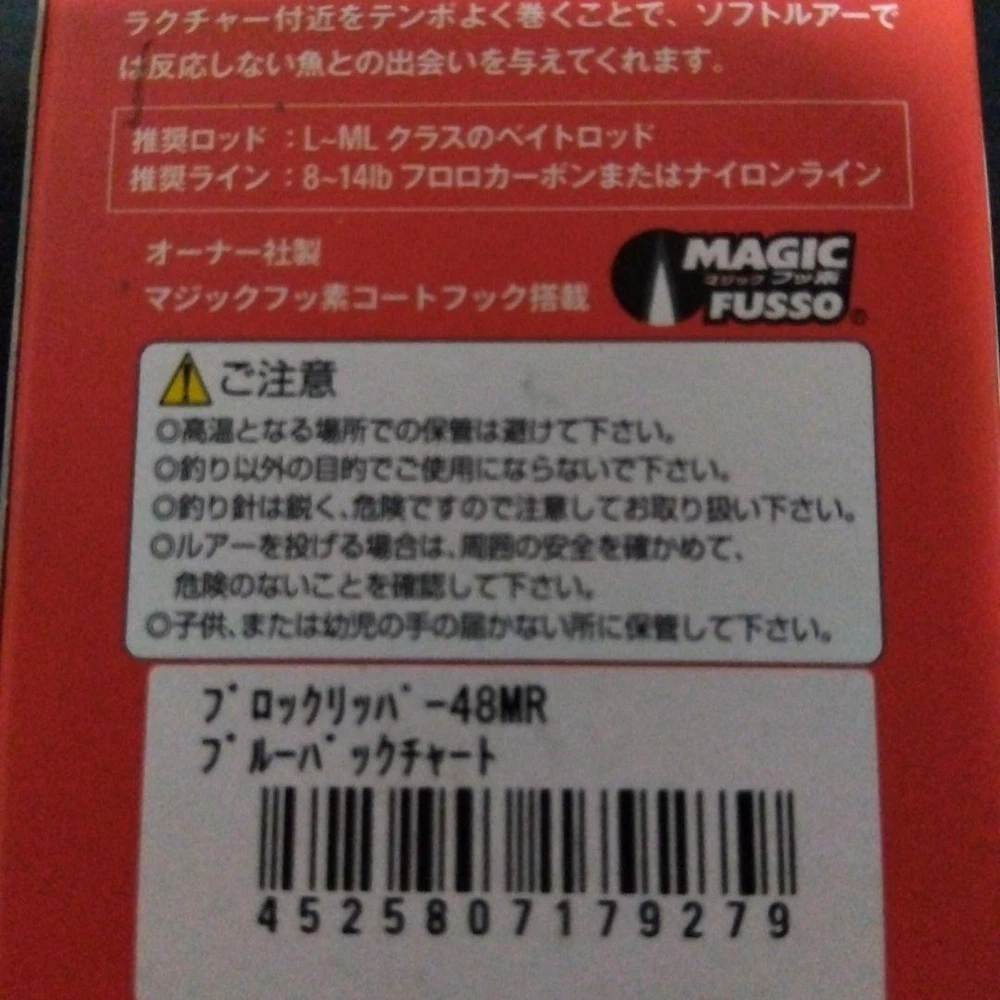 ラクチャー付近をテンポよく巻くことで、ソフトルアーで
は反応しない魚との出会いを与えてくれます。
推奨ロッド：L~ML クラスのベイトロッド
推奨ライン：8~14lb フロロカーボンまたはナイロンライン
オーナー社製
マジックフッ素コートフック搭載
MAGIC
マジック フッ素
FUSSO®
ご注意
◎高温となる場所での保管は避けて下さい。
◎釣り以外の目的でご使用にならないで下さい。
◎釣り針は鋭く、危険ですので注意してお取り扱い下さい。
◎ルアーを投げる場合は、周囲の安全を確かめて、
危険のないことを確認して下さい。
◎子供、または幼児の手の届かない所に保管して下さい。
ブロックリッパー48MR
ブルーバックチャート
4525807179279